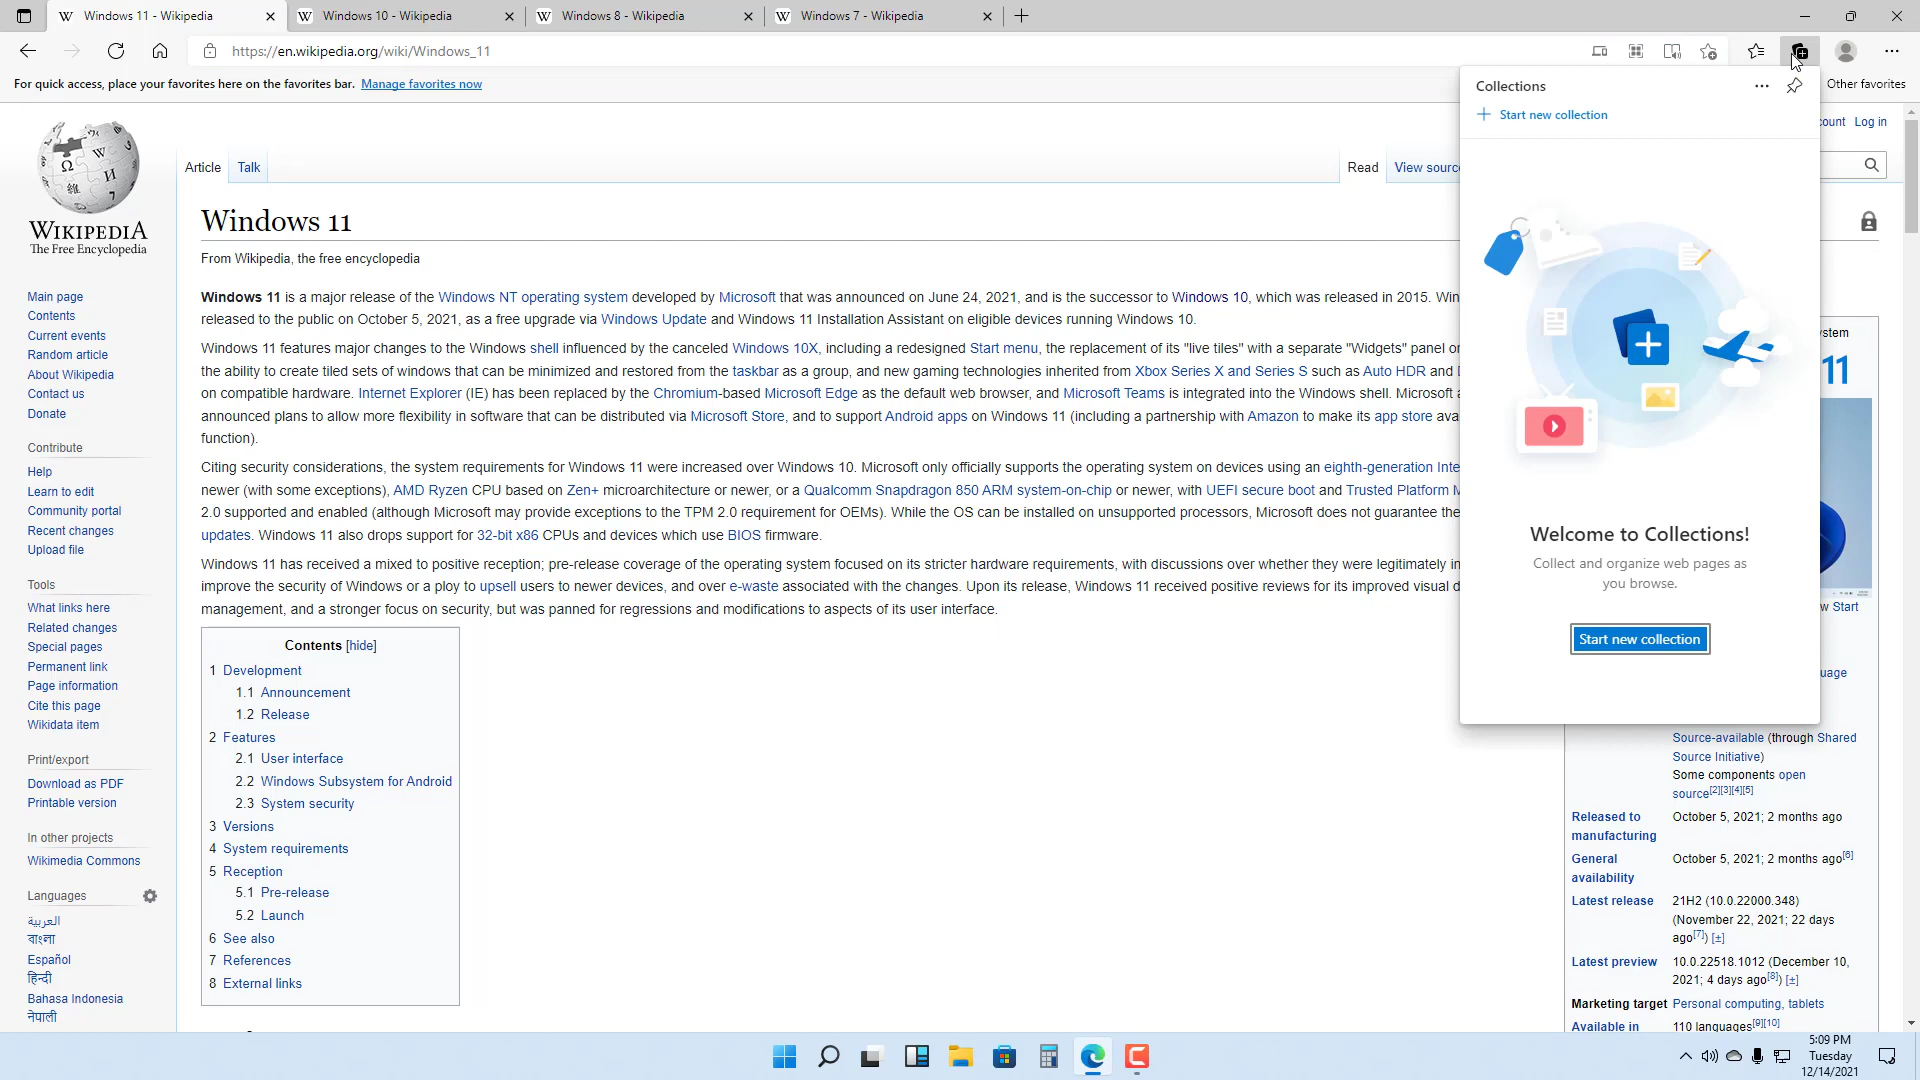 Windows 11 - Wikipedia
Windows 10 - Wikipedia
Windows 8 - Wikipedia
Windows 7 - Wikipedia
https://en.wikipedia.org/wiki/Windows_11
For quick access, place your favorites here on the favorites bar. Manage favorites now
Other favorites
Collections
Start new collection
Welcome to Collections!
Collect and organize web pages as
you browse.
Start new collection
WIKIPEDIA
The Free Encyclopedia
Main page
Contents
Current events
Random article
About Wikipedia
Contact us
Donate
Contribute
Help
Learn to edit
Community portal
Recent changes
Upload file
Tools
What links here
Related changes
Special pages
Permanent link
Page information
Cite this page
Wikidata item
Print/export
Download as PDF
Printable version
In other projects
Wikimedia Commons
Languages
العربية
বাংলা
Español
हिन्दी
Bahasa Indonesia
नेपाली
Log in
Article Talk
Read View
Windows 11
From Wikipedia, the free encyclopedia
Windows 11 is a major release of the Windows NT operating system developed by Microsoft that was announced on June 24, 2021, and is the successor to Windows 10, which was released in 2015. Win
released to the public on October 5, 2021, as a free upgrade via Windows Update and Windows 11 Installation Assistant on eligible devices running Windows 10.
Windows 11 features major changes to the Windows shell influenced by the canceled Windows 10X, including a redesigned Start menu, the replacement of its "live tiles" with a separate "Widgets" panel or
the ability to create tiled sets of windows that can be minimized and restored from the taskbar as a group, and new gaming technologies inherited from Xbox Series X and Series S such as Auto HDR and
on compatible hardware. Internet Explorer (IE) has been replaced by the Chromium-based Microsoft Edge as the default web browser, and Microsoft Teams is integrated into the Windows shell. Microsoft
announced plans to allow more flexibility in software that can be distributed via Microsoft Store, and to support Android apps on Windows 11 (including a partnership with Amazon to make its app store ava
function).
Citing security considerations, the system requirements for Windows 11 were increased over Windows 10. Microsoft only officially supports the operating system on devices using an eighth-generation Inte
newer (with some exceptions), AMD Ryzen CPU based on Zen+ microarchitecture or newer, or a Qualcomm Snapdragon 850 ARM system-on-chip or newer, with UEFI secure boot and Trusted Platform
2.0 supported and enabled (although Microsoft may provide exceptions to the TPM 2.0 requirement for OEMs). While the OS can be installed on unsupported processors, Microsoft does not guarantee the
updates. Windows 11 also drops support for 32-bit x86 CPUs and devices which use BIOS firmware.
Windows 11 has received a mixed to positive reception; pre-release coverage of the operating system focused on its stricter hardware requirements, with discussions over whether they were legitimately in
improve the security of Windows or a ploy to upsell users to newer devices, and over e-waste associated with the changes. Upon its release, Windows 11 received positive reviews for its improved visual d
management, and a stronger focus on security, but was panned for regressions and modifications to aspects of its user interface.
Contents [hide]
1 Development
1.1 Announcement
1.2 Release
2 Features
2.1 User interface
2.2 Windows Subsystem for Android
2.3 System security
3 Versions
4 System requirements
5 Reception
5.1 Pre-release
5.2 Launch
6 See also
7 References
8 External links
11
Start
Source-available (through Shared
Source Initiative)
Some components open
source[2][3][4][5]
Released to October 5, 2021; 2 months ago
manufacturing
General October 5, 2021; 2 months ago[6]
availability
Latest release 21H2 (10.0.22000.348)
(November 22, 2021; 22 days
ago[7]) [±]
Latest preview 10.0.22518.1012 (December 10,
2021; 4 days ago[8]) [±]
Marketing target Personal computing, tablets
Available in 110 languages[9][10]
5:09 PM
Tuesday
12/14/2021